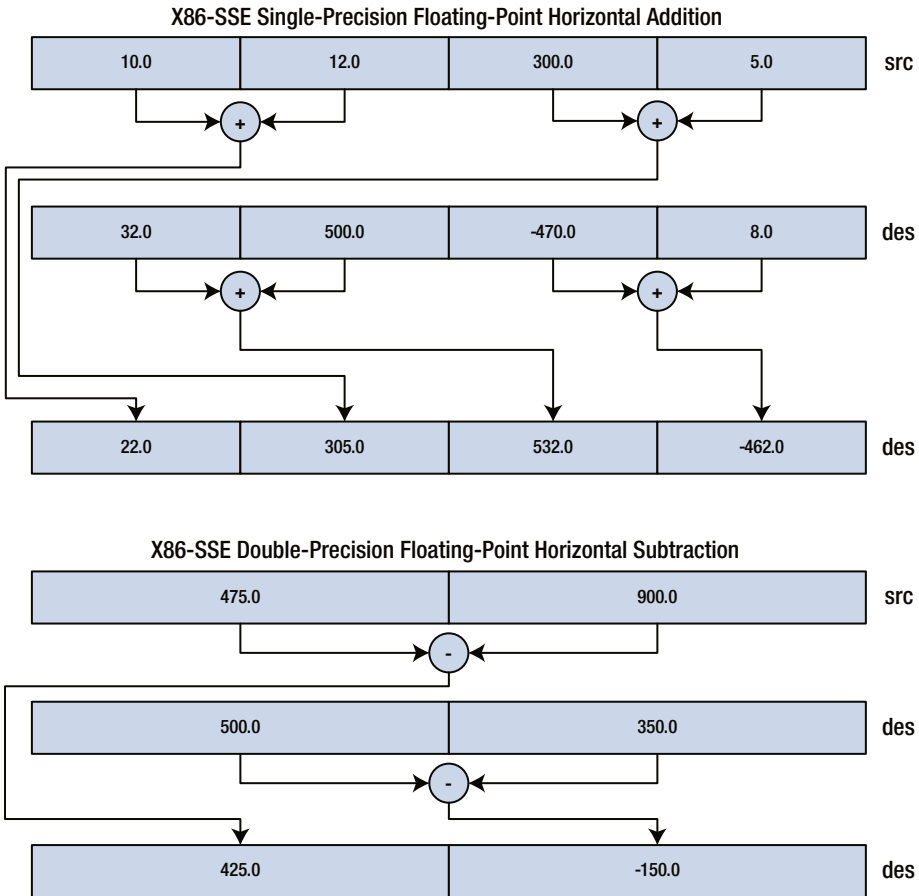 X86-SSE Single-Precision Floating-Point Horizontal Addition
10.0 12.0 300.0 5.0 src
+ +
32.0 500.0 -470.0 8.0 des
+ +
22.0 305.0 532.0 -462.0 des
X86-SSE Double-Precision Floating-Point Horizontal Subtraction
475.0 900.0 src
-
500.0 350.0 des
-
425.0 -150.0 des